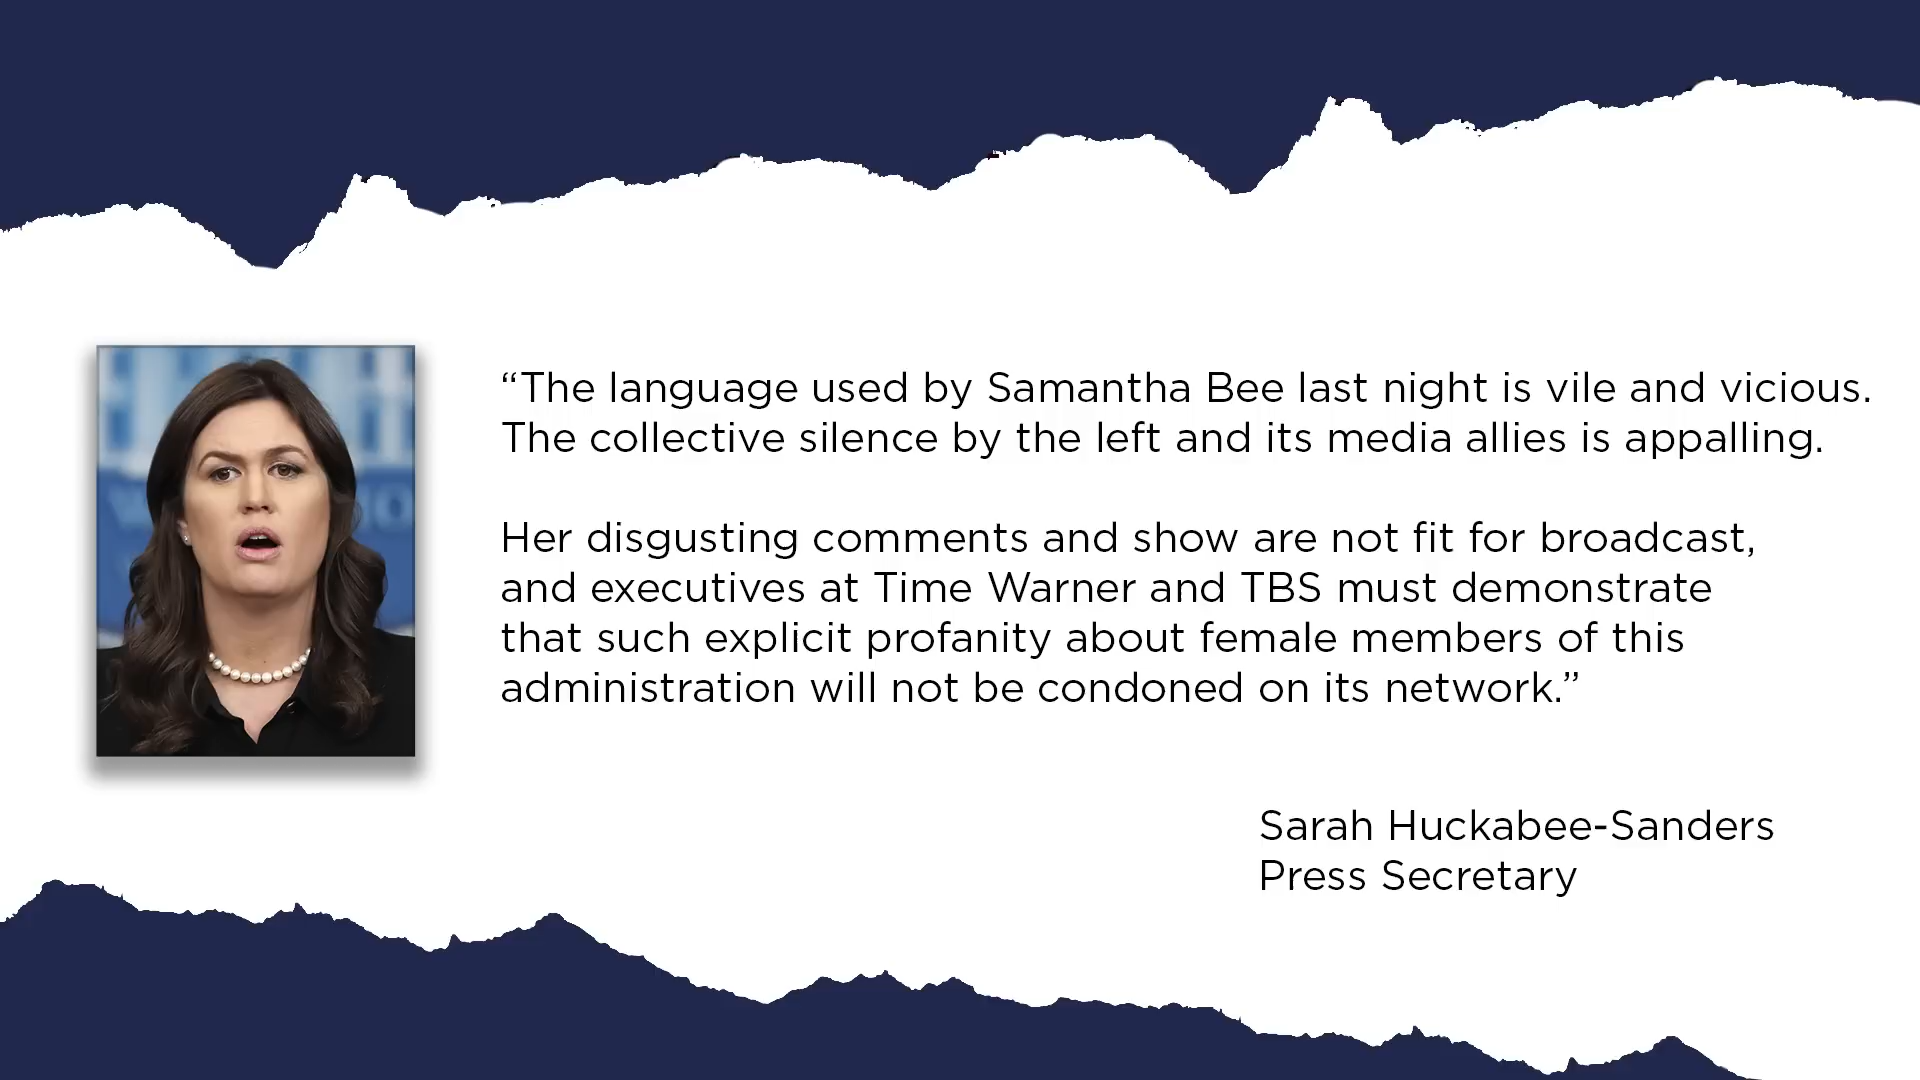 “The language used by Samantha Bee last night is vile and vicious.
The collective silence by the left and its media allies is appalling.
Her disgusting comments and show are not fit for broadcast,
and executives at Time Warner and TBS must demonstrate
that such explicit profanity about female members of this
administration will not be condoned on its network.”
Sarah Huckabee-Sanders
Press Secretary